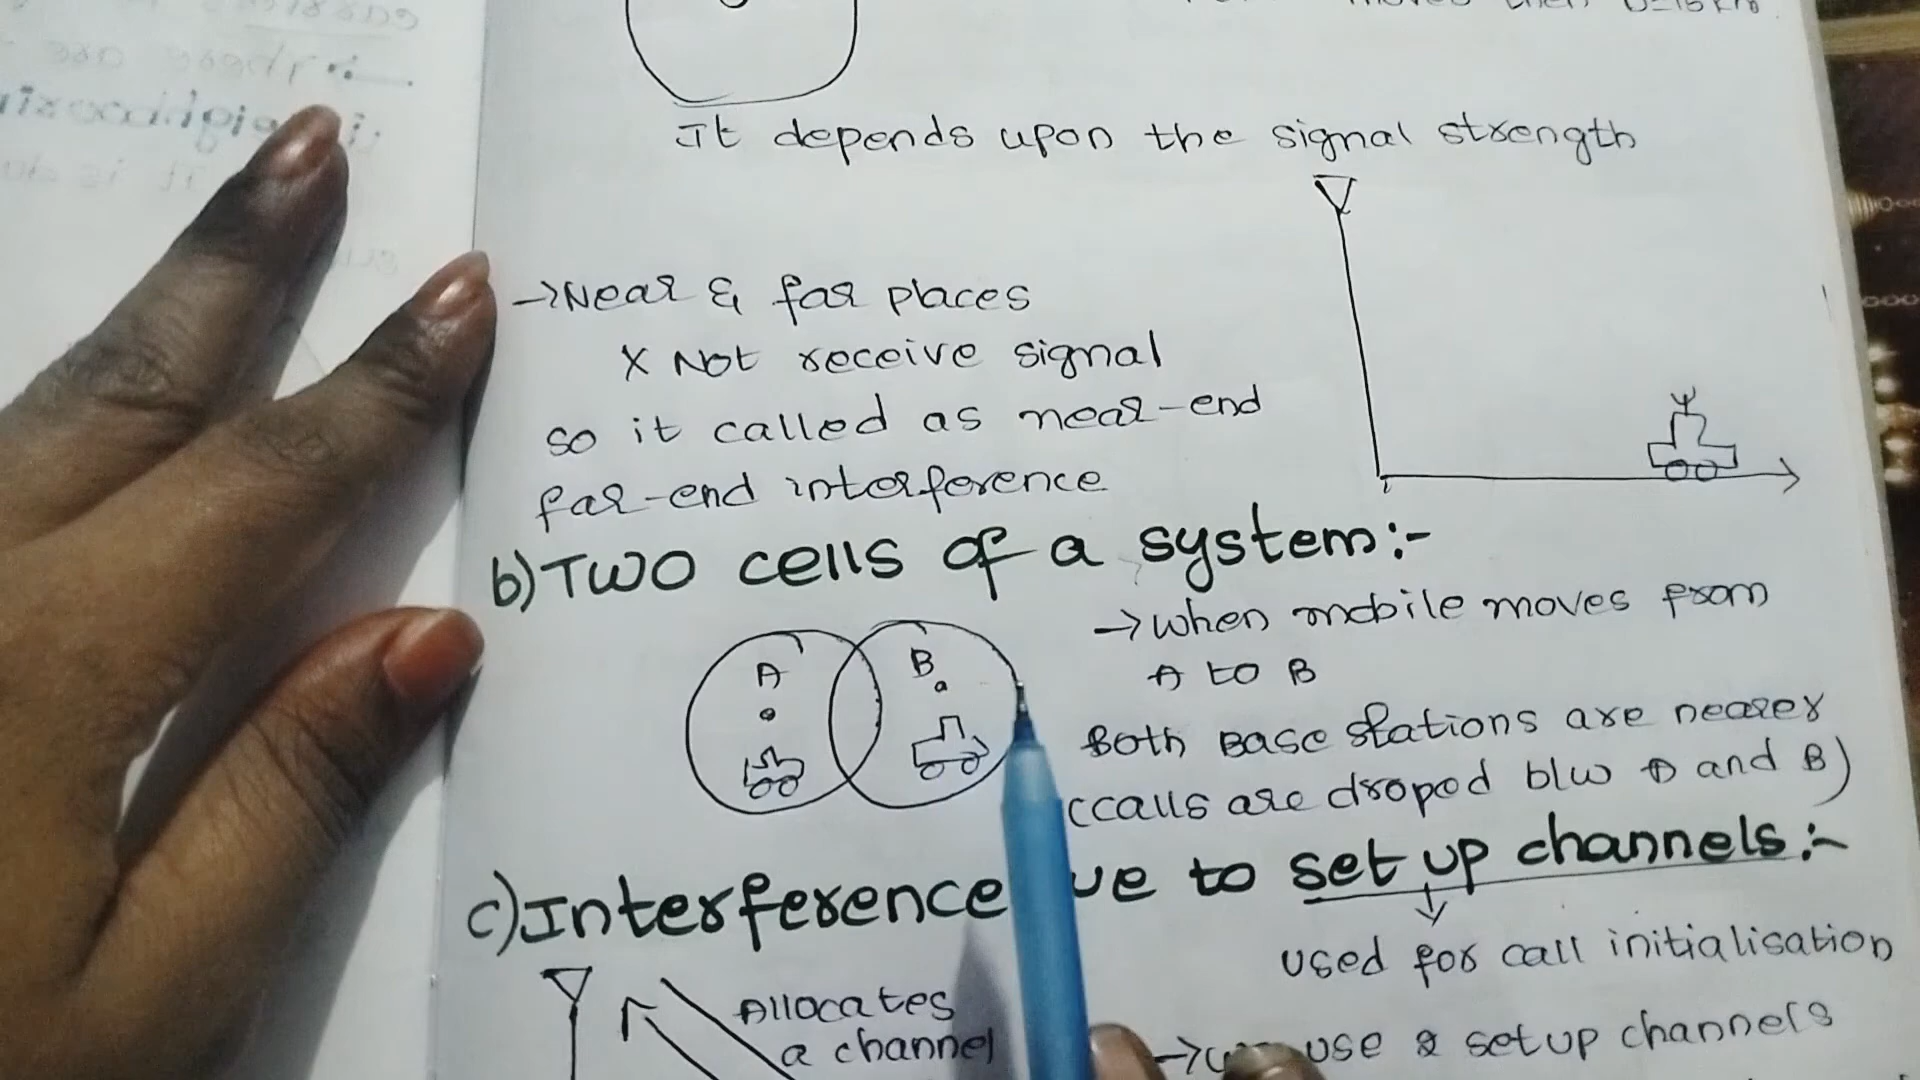 It depends upon the signal strength
→Near & far places
X Not receive signal
so it called as near-end
far-end interference
b)Two cells of a system:-
A
B
→when mobile moves from
A to B
Both Base stations are nearer
(calls are droped b/w A and B)
c)Interference ue to set up channels:-
used for call initialisation
Allocates
a channel
→ use 2 setup channels